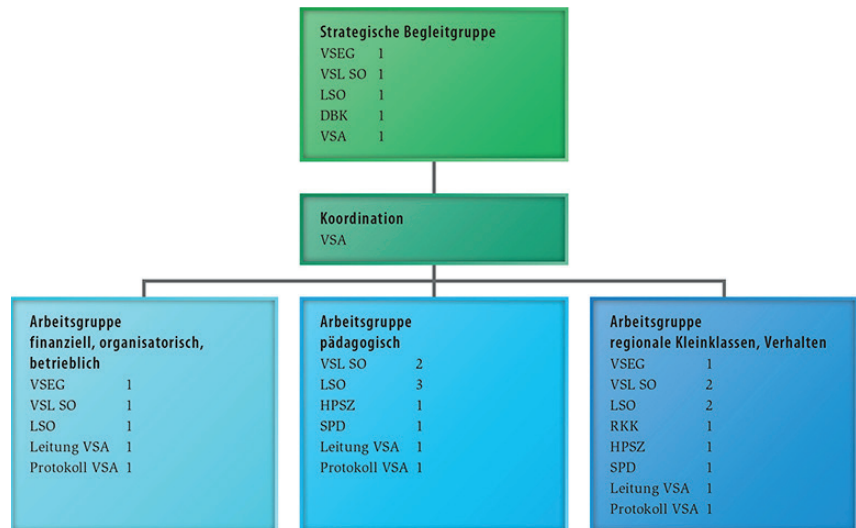 Strategische Begleitgruppe
VSEG 1
VSL SO 1
LSO 1
DBK 1
VSA 1
Koordination
VSA
Arbeitsgruppe
finanziell, organisatorisch,
betrieblich
VSEG 1
VSL SO 1
LSO 1
Leitung VSA 1
Protokoll VSA 1
Arbeitsgruppe
pädagogisch
VSL SO 2
LSO 3
HPSZ 1
SPD 1
Leitung VSA 1
Protokoll VSA 1
Arbeitsgruppe
regionale Kleinklassen, Verhalten
VSEG 1
VSL SO 2
LSO 2
RKK 1
HPSZ 1
SPD 1
Leitung VSA 1
Protokoll VSA 1